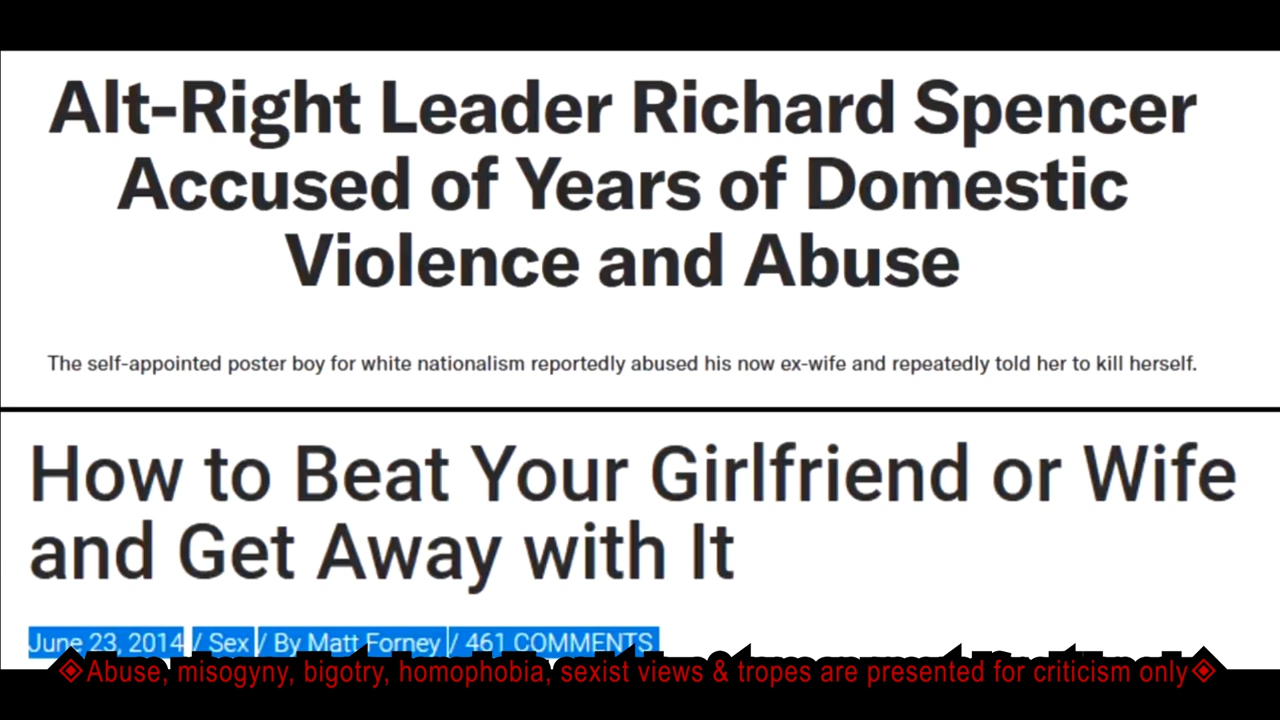 Alt-Right Leader Richard Spencer
Accused of Years of Domestic
Violence and Abuse
The self-appointed poster boy for white nationalism reportedly abused his now ex-wife and repeatedly told her to kill herself.
How to Beat Your Girlfriend or Wife
and Get Away with It
June 23, 2014 / Sex / By Matt Forney / 461 COMMENTS
Abuse, misogyny, bigotry, homophobia, sexist views & tropes are presented for criticism only